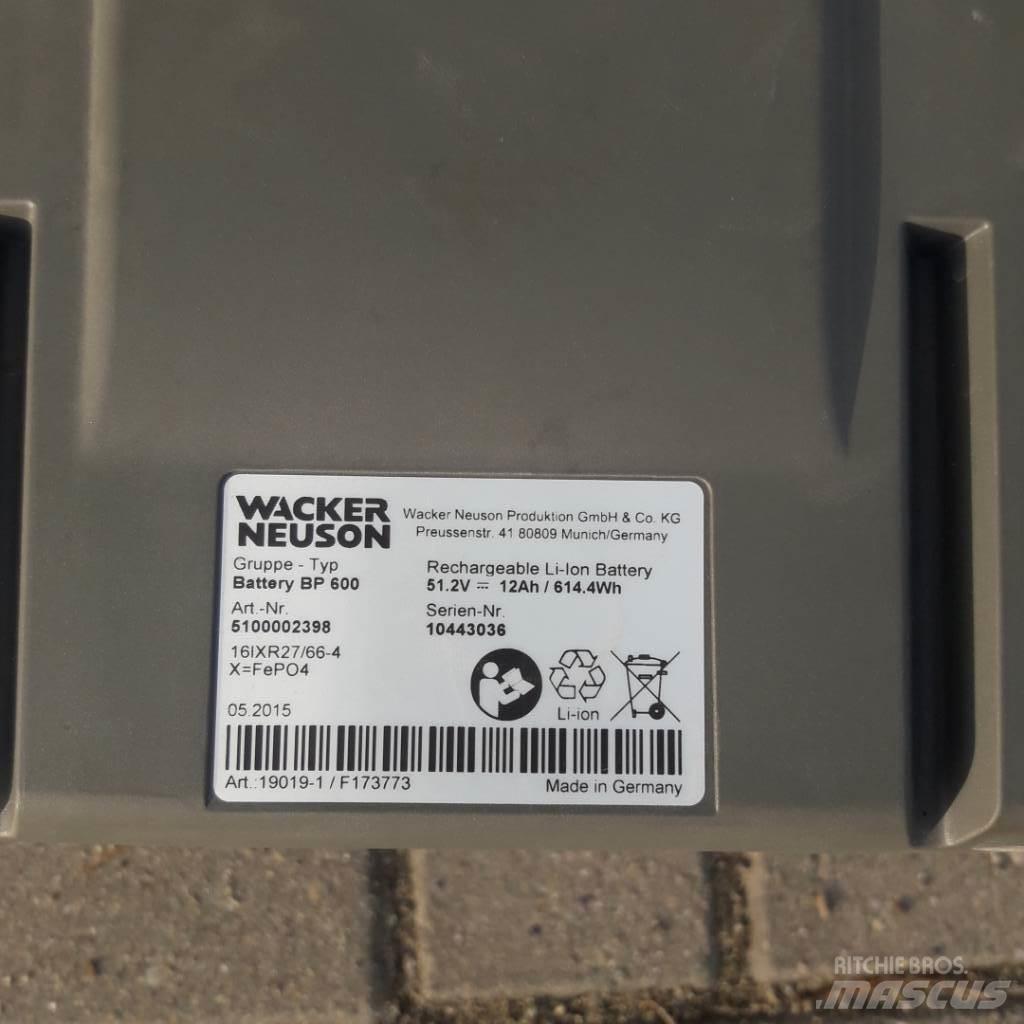 WACKER
NEUSON
Wacker Neuson Produktion GmbH & Co. KG
Preussenstr. 41 80809 Munich/Germany
Gruppe - Typ
Battery BP 600
Rechargeable Li-Ion Battery
51.2V ⎓ 12Ah / 614.4Wh
Art.-Nr.
5100002398
Serien-Nr.
10443036
16IXR27/66-4
X=FePO4
Li-ion
05.2015
Art.:19019-1 / F173773
Made in Germany
RITCHIE BROS.
MASCUS